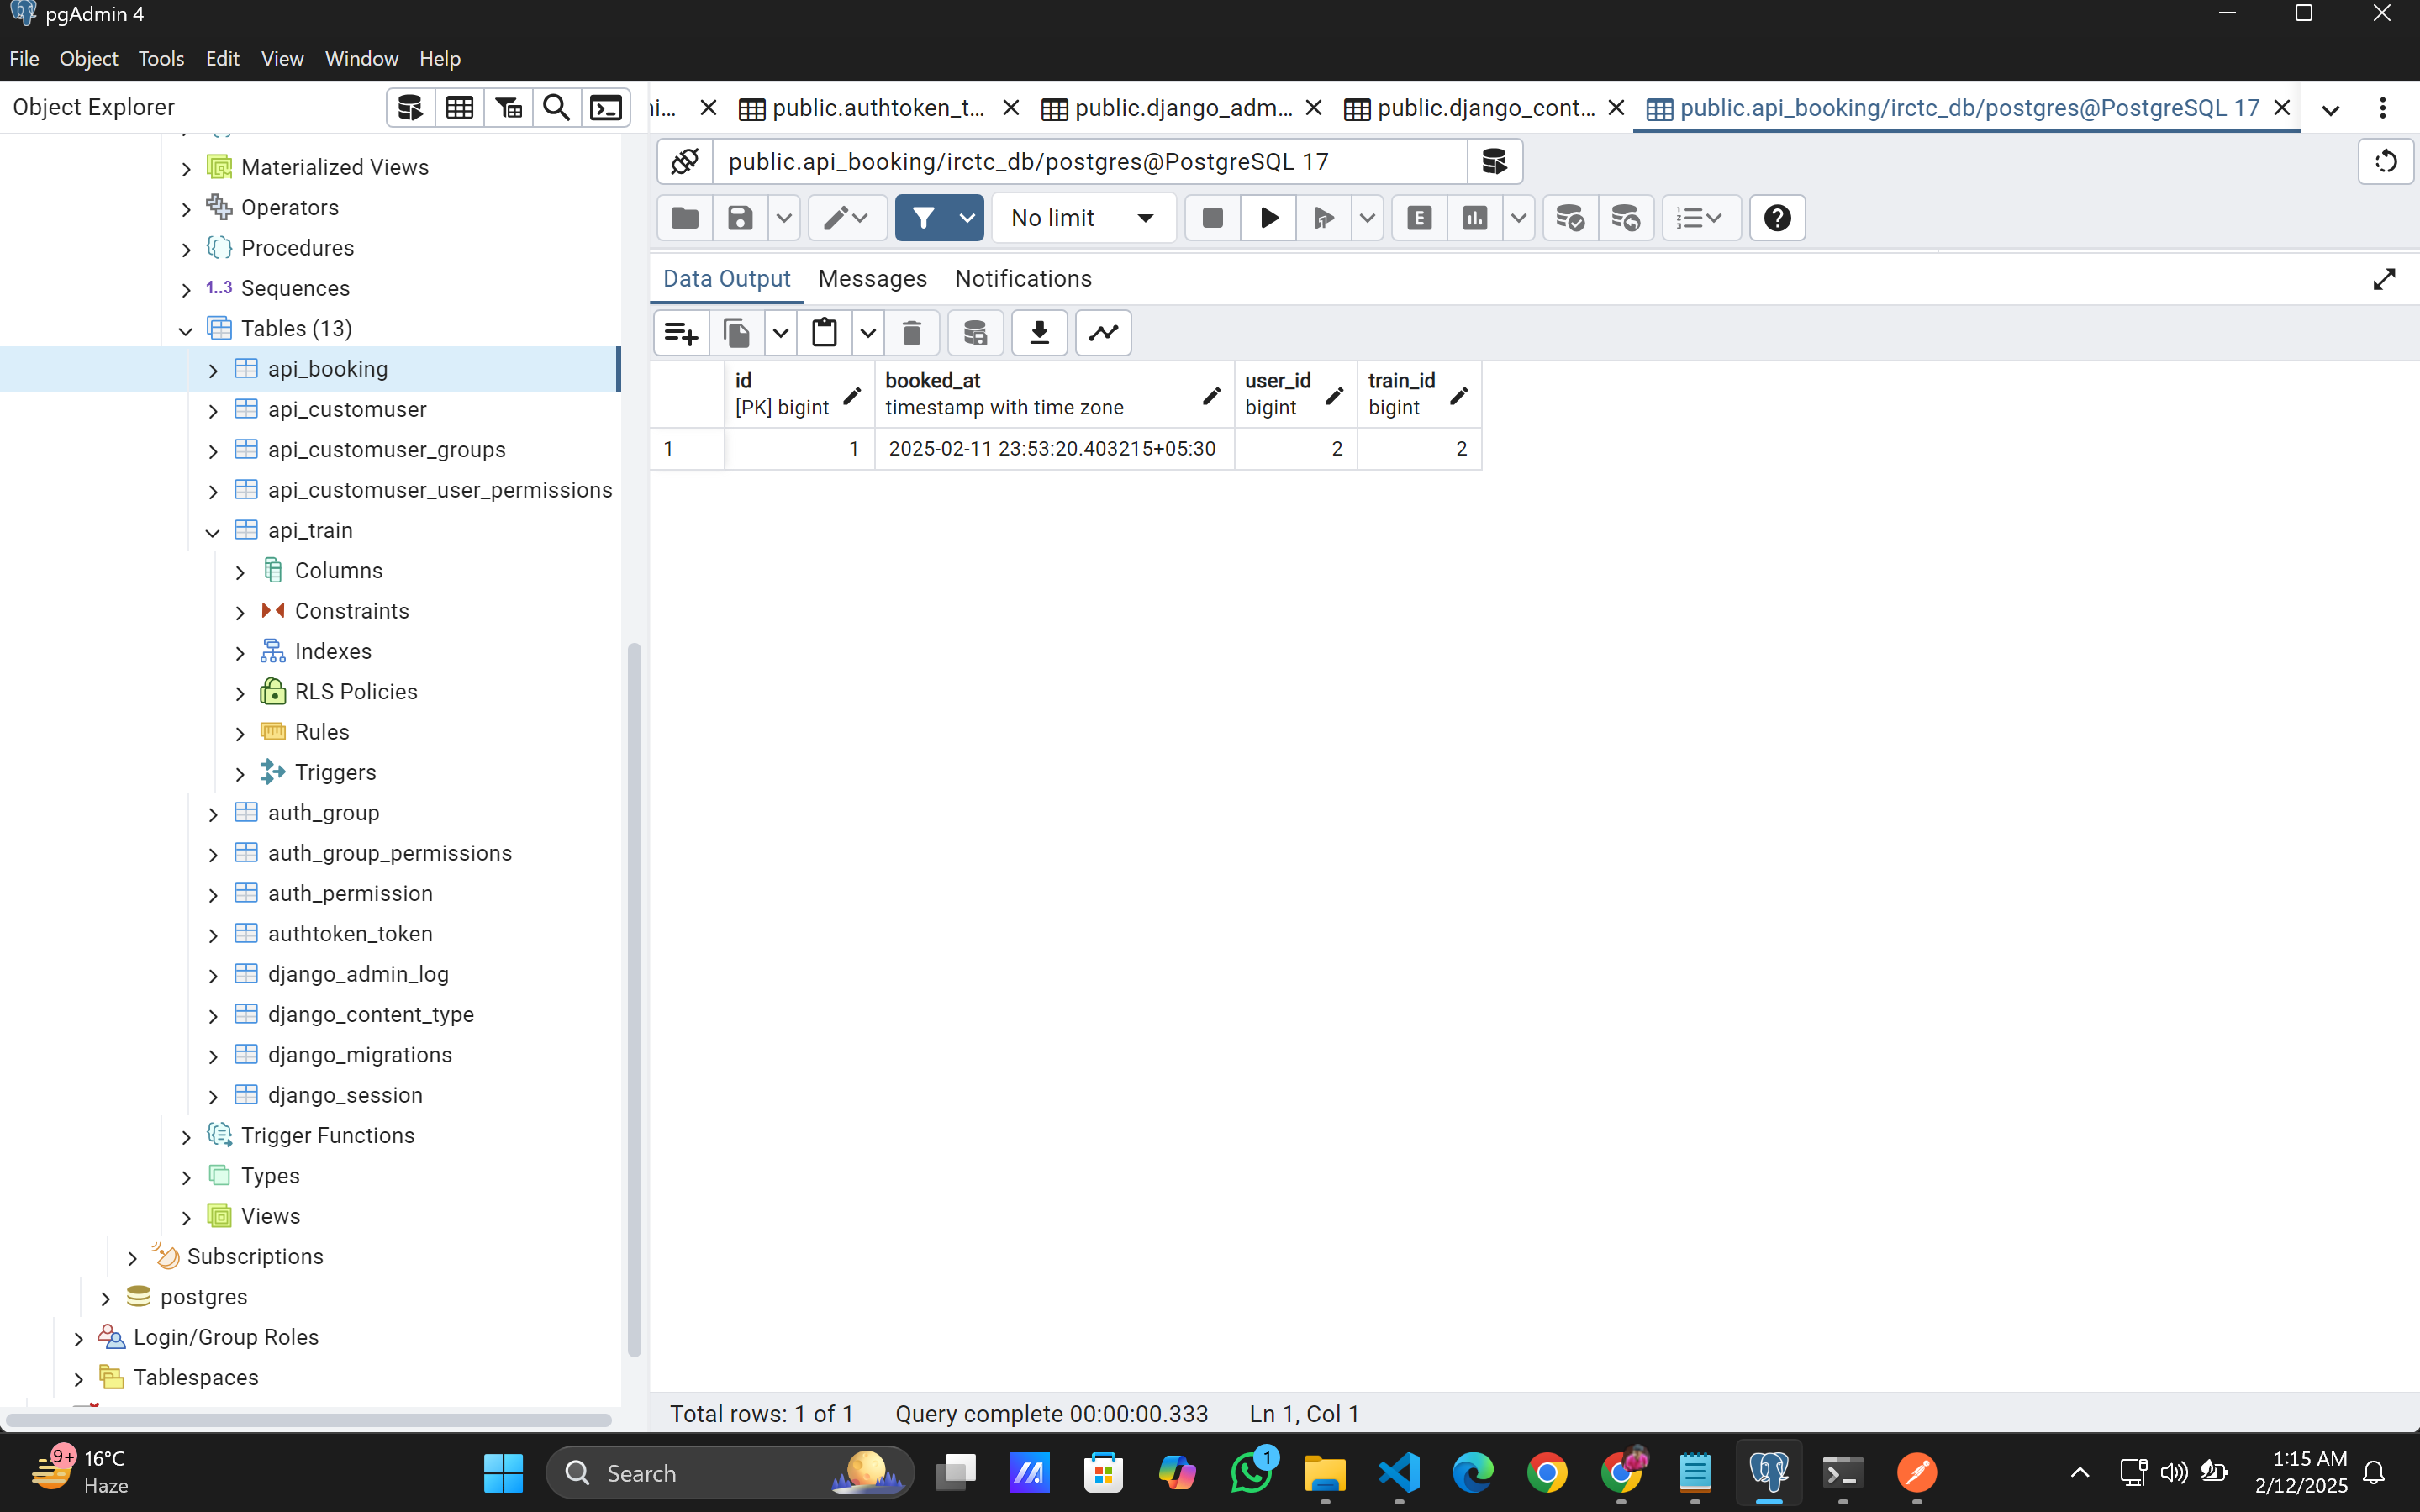 pgAdmin 4
File Object Tools Edit View Window Help
Object Explorer
public.authtoken_t...
public.django_adm...
public.django_cont...
public.api_booking/irctc_db/postgres@PostgreSQL 17
public.api_booking/irctc_db/postgres@PostgreSQL 17
No limit
E
Data Output Messages Notifications
id
[PK] bigint
booked_at
timestamp with time zone
user_id
bigint
train_id
bigint
1 1 2025-02-11 23:53:20.403215+05:30 2 2
Materialized Views
Operators
Procedures
1..3 Sequences
Tables (13)
api_booking
api_customuser
api_customuser_groups
api_customuser_user_permissions
api_train
Columns
Constraints
Indexes
RLS Policies
Rules
Triggers
auth_group
auth_group_permissions
auth_permission
authtoken_token
django_admin_log
django_content_type
django_migrations
django_session
Trigger Functions
Types
Views
Subscriptions
postgres
Login/Group Roles
Tablespaces
Total rows: 1 of 1 Query complete 00:00:00.333 Ln 1, Col 1
9+
16°C
Haze
Search
1
1:15 AM
2/12/2025